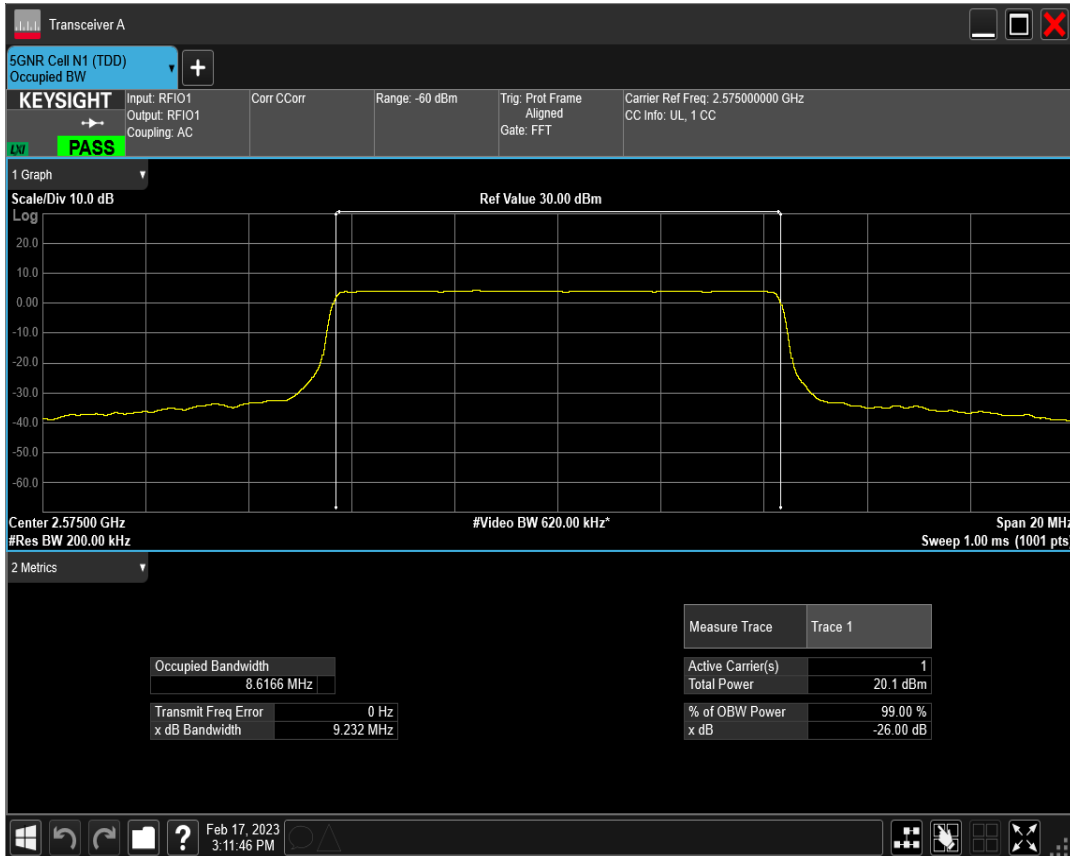 Transceiver A
5GNR Cell N1 (TDD)
Occupied BW
+
KEYSIGHT
LXI
PASS
Input: RFIO1
Output: RFIO1
Coupling: AC
Corr CCorr
Range: -60 dBm
Trig: Prot Frame
Aligned
Gate: FFT
Carrier Ref Freq: 2.575000000 GHz
CC Info: UL, 1 CC
1 Graph
Scale/Div 10.0 dB
Ref Value 30.00 dBm
Log
20.0
10.0
0.00
-10.0
-20.0
-30.0
-40.0
-50.0
-60.0
Center 2.57500 GHz
#Video BW 620.00 kHz*
Span 20 MHz
#Res BW 200.00 kHz
Sweep 1.00 ms (1001 pts)
2 Metrics
Measure Trace Trace 1
Occupied Bandwidth
8.6166 MHz
Active Carrier(s) 1
Total Power 20.1 dBm
Transmit Freq Error 0 Hz
x dB Bandwidth 9.232 MHz
% of OBW Power 99.00 %
x dB -26.00 dB
?
Feb 17, 2023
3:11:46 PM